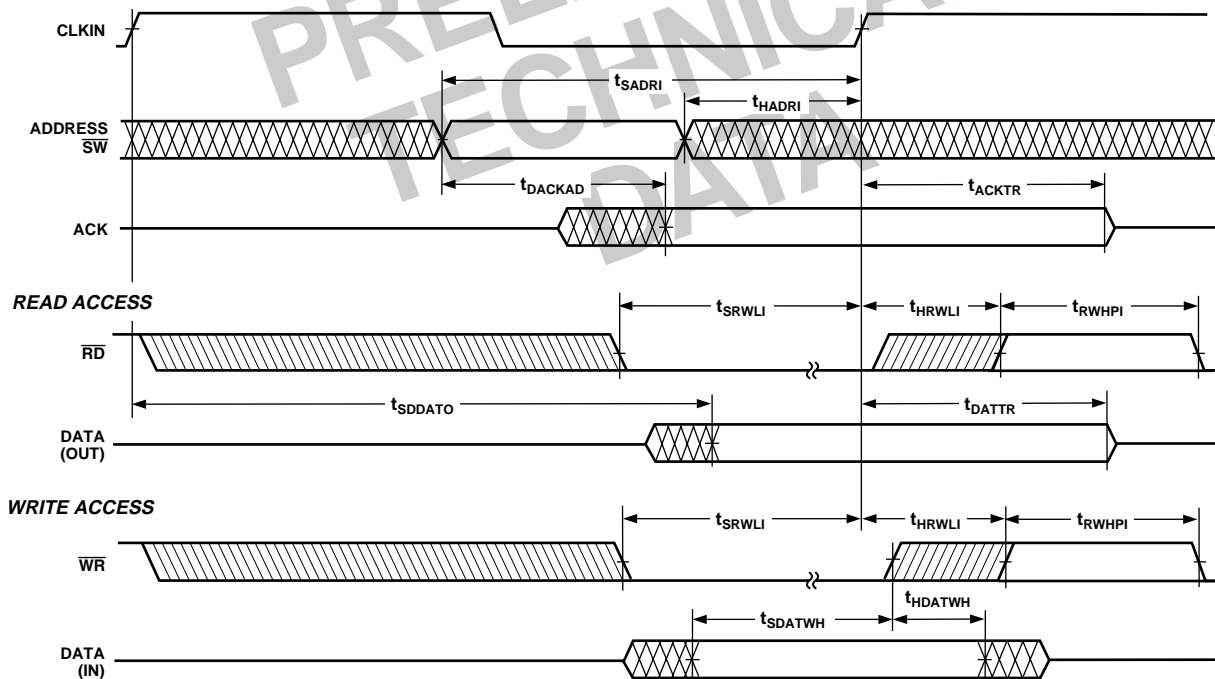 PRELI
TECHNICAL
DATA
CLKIN
tSADRI
tHADRI
ADDRESS
SW
tDACKAD
tACKTR
ACK
READ ACCESS
tSRWLI
tHRWLI
tRWHPI
RD
tSDDATO
tDATTR
DATA
(OUT)
WRITE ACCESS
tSRWLI
tHRWLI
tRWHPI
WR
tHDATWH
tSDATWH
DATA
(IN)